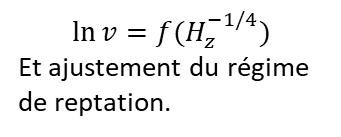 ln v = f(H_z^{-1/4})
Et ajustement du régime
de reptation.